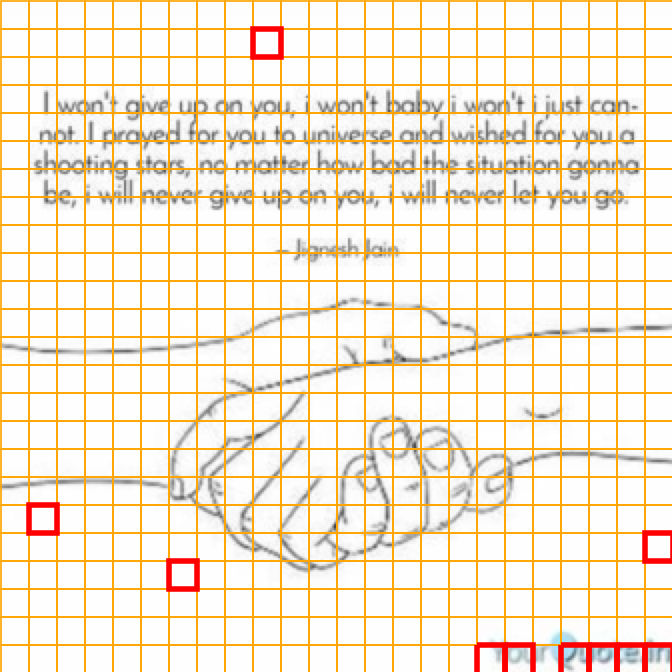 I won't give up on you, i won't baby i won't i just can-
not. I prayed for you to universe and wished for you a
shooting stars, no matter how bad the situation gonna
be, i will never give up on you, i will never let you go.
-- Jignesh Jain
YourQuote.in